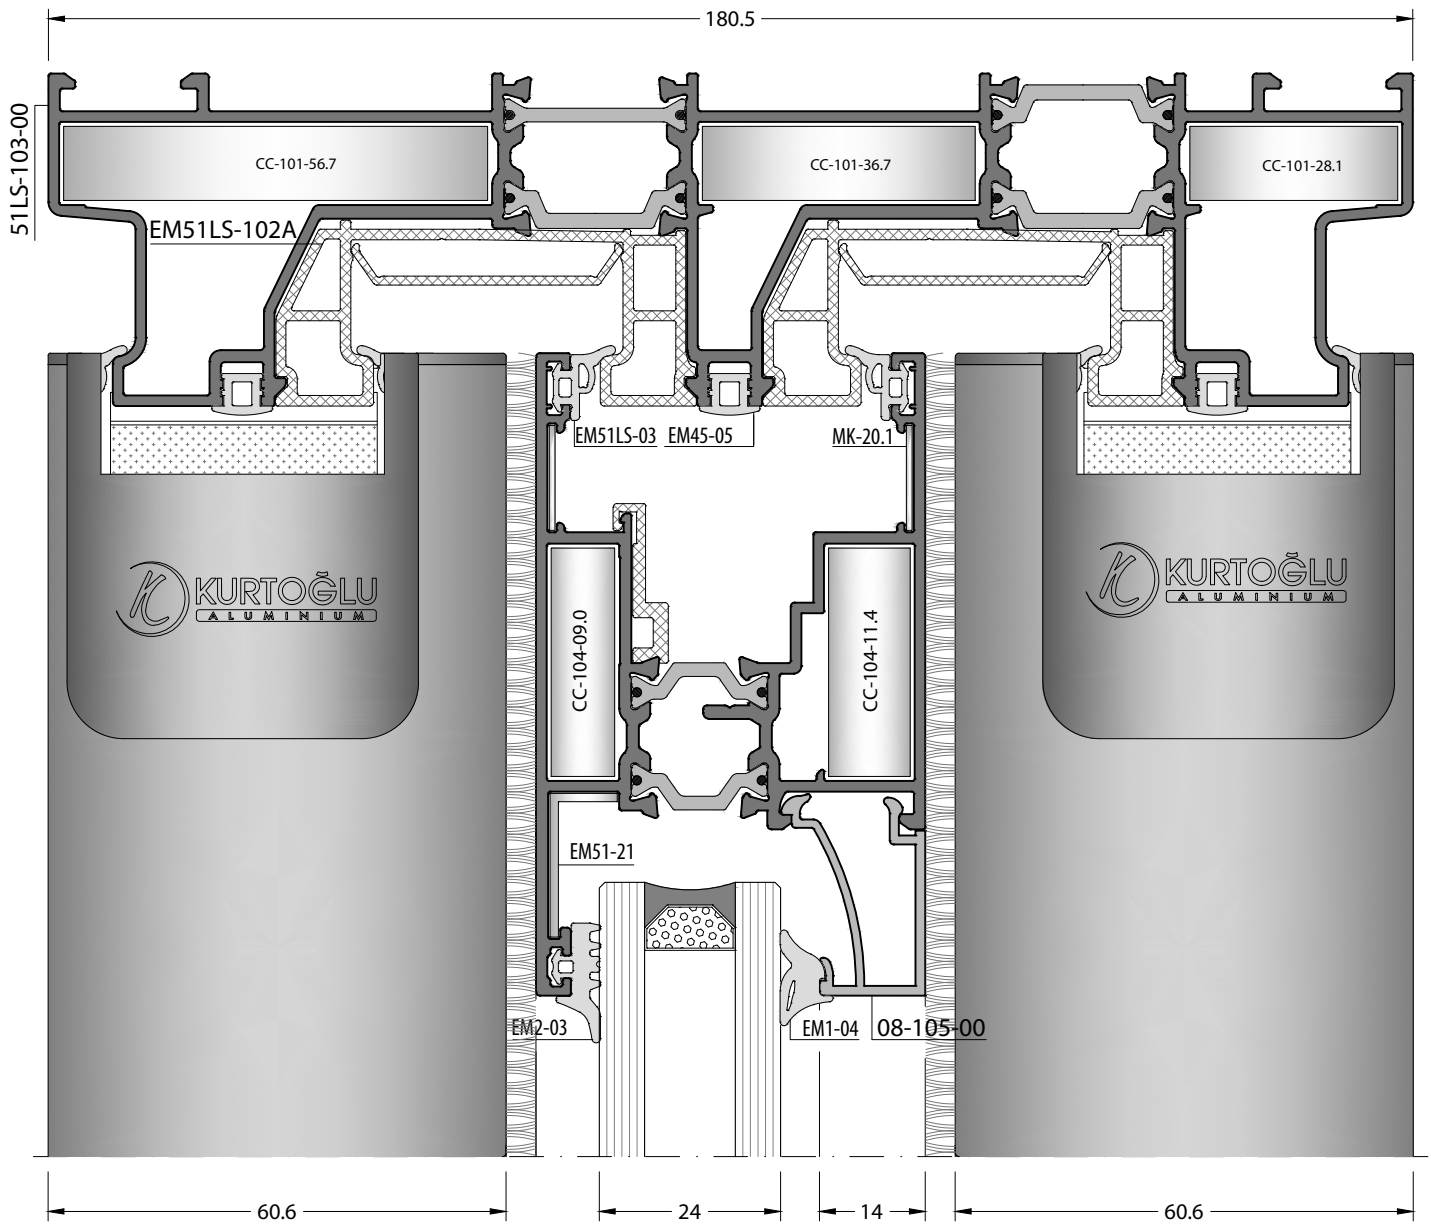 180.5
51LS-103-00
CC-101-56.7
CC-101-36.7
CC-101-28.1
EM51LS-102A
EM51LS-03
EM45-05
MK-20.1
KURTOĞLU
ALUMINIUM
KURTOĞLU
ALUMINIUM
CC-104-09.0
CC-104-11.4
EM51-21
EM2-03
EM1-04
08-105-00
60.6
24
14
60.6